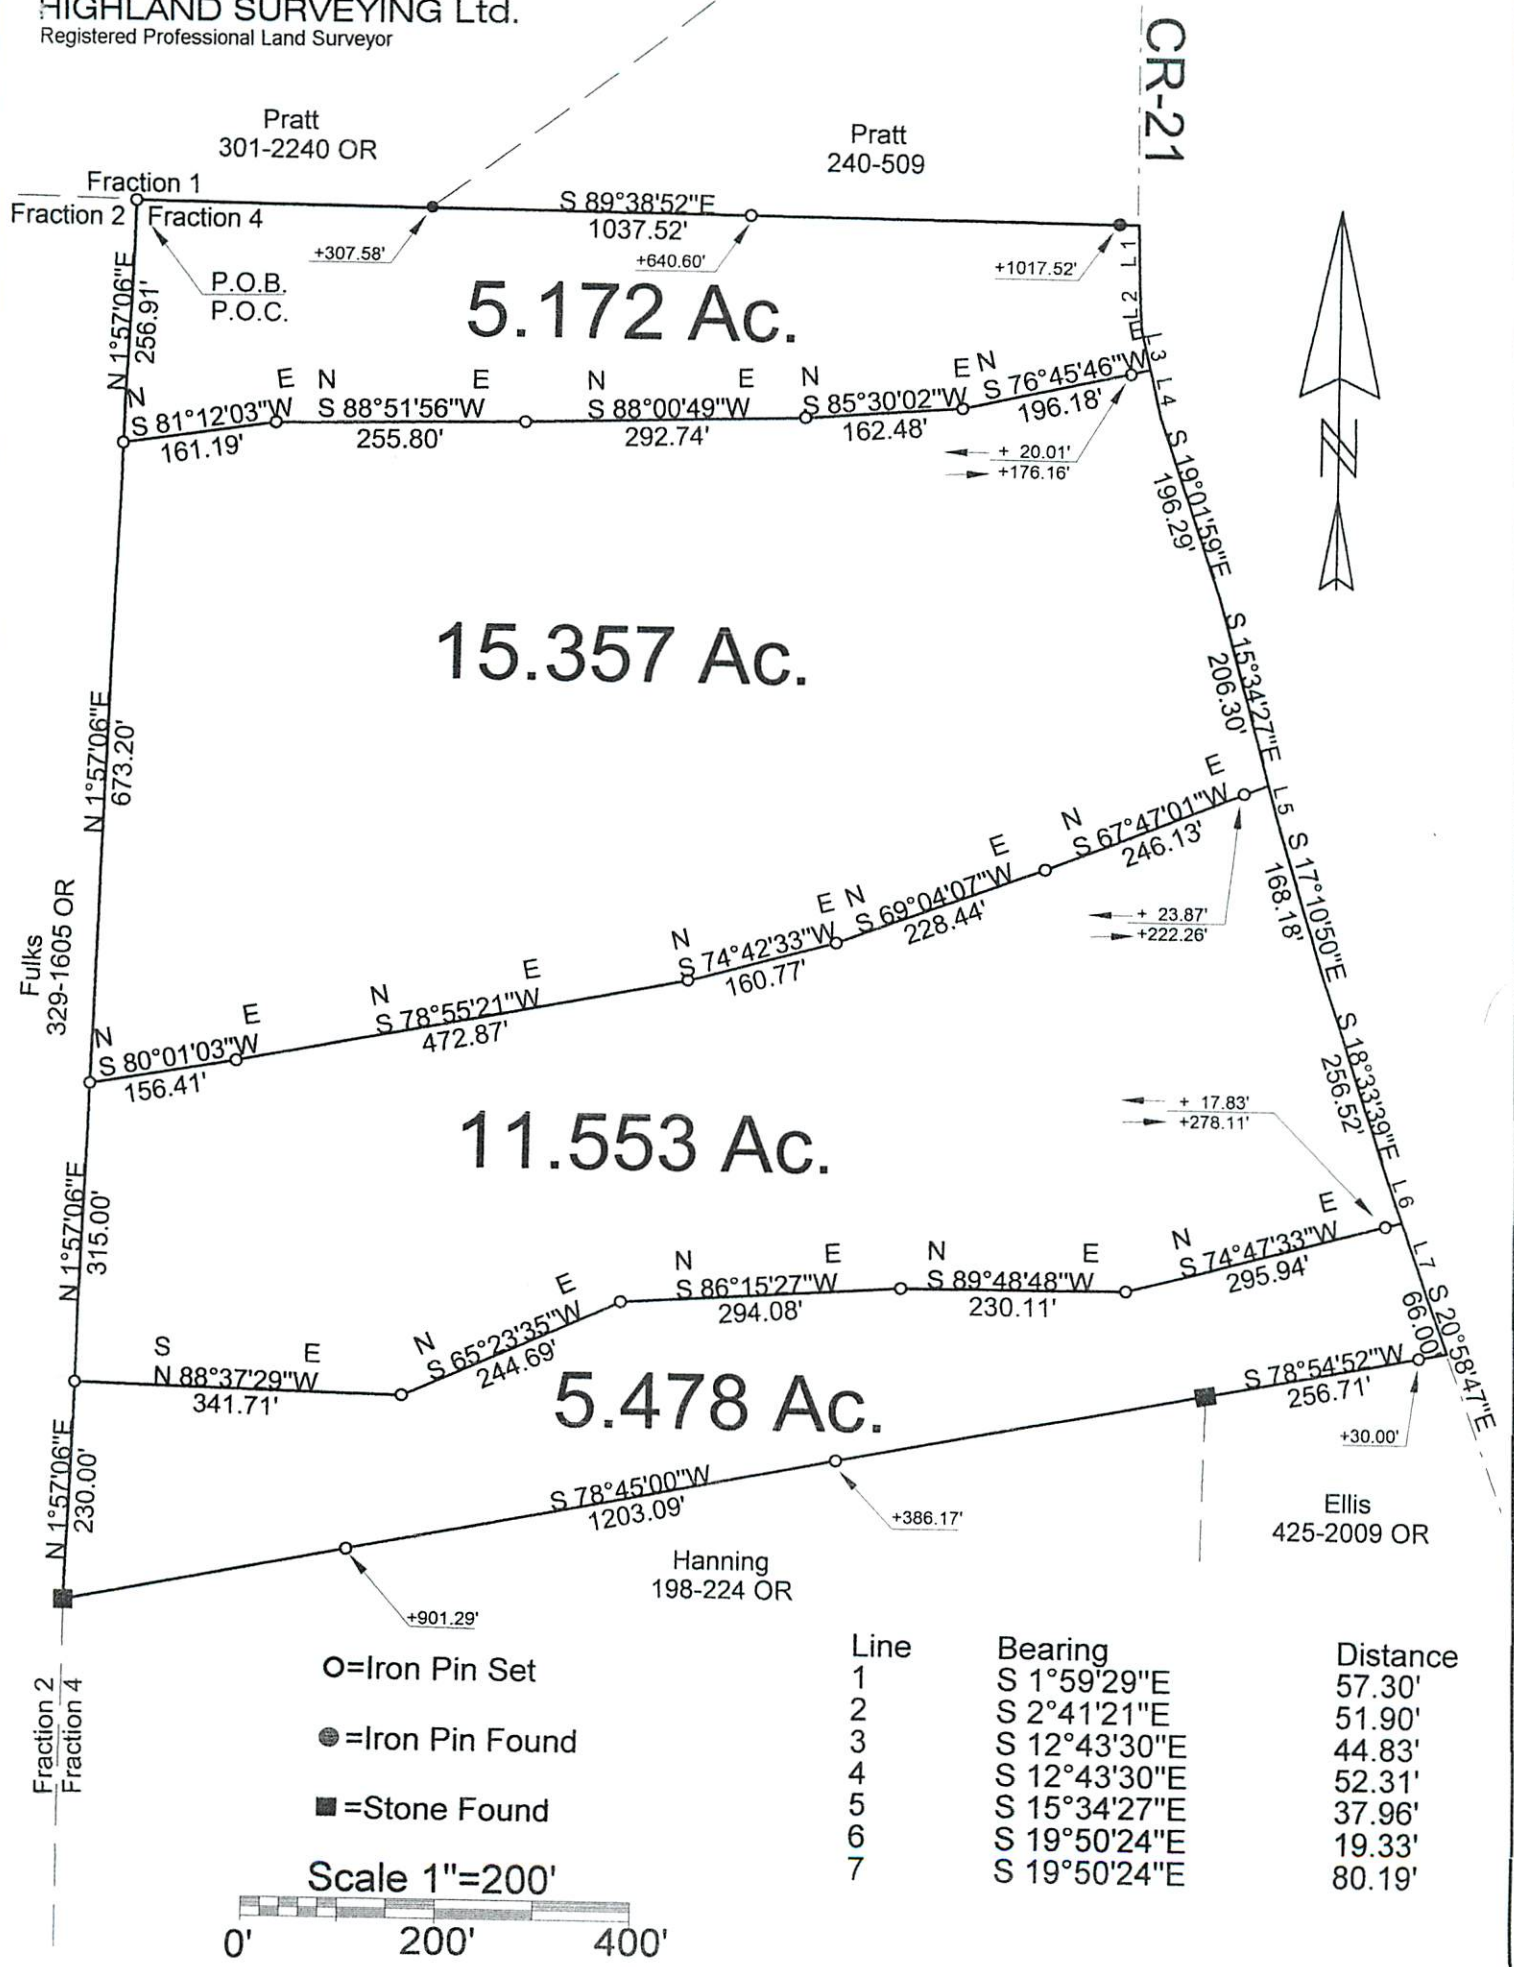 HIGHLAND SURVEYING Ltd.
Registered Professional Land Surveyor
CR-21
Pratt
301-2240 OR
Pratt
240-509
Fraction 1
Fraction 2
Fraction 4
S 89°38'52"E
1037.52'
+307.58'
+640.60'
+1017.52'
P.O.B.
P.O.C.
N 1°57'06"E
256.91'
5.172 Ac.
L 1
L 2
L 3
L 4
N E
S 81°12'03"W
161.19'
N E
S 88°51'56"W
255.80'
N E
S 88°00'49"W
292.74'
N E
S 85°30'02"W
162.48'
N E
S 76°45'46"W
196.18'
+ 20.01'
+176.16'
S 19°01'59"E
196.29'
N
15.357 Ac.
S 15°34'27"E
206.30'
N 1°57'06"E
673.20'
Fulks
329-1605 OR
N E
S 80°01'03"W
156.41'
N E
S 78°55'21"W
472.87'
N E
S 74°42'33"W
160.77'
N E
S 69°04'07"W
228.44'
N E
S 67°47'01"W
246.13'
+ 23.87'
+222.26'
L 5
S 17°10'50"E
168.18'
S 18°33'39"E
256.52'
11.553 Ac.
+ 17.83'
+278.11'
L 6
L 7
N 1°57'06"E
315.00'
S E
N 88°37'29"W
341.71'
N E
S 65°23'35"W
244.69'
N E
S 86°15'27"W
294.08'
N E
S 89°48'48"W
230.11'
N E
S 74°47'33"W
295.94'
S 20°58'47"E
66.00'
5.478 Ac.
S 78°54'52"W
256.71'
+30.00'
N 1°57'06"E
230.00'
S 78°45'00"W
1203.09'
+386.17'
+901.29'
Hanning
198-224 OR
Ellis
425-2009 OR
Fraction 2
Fraction 4
=Iron Pin Set
=Iron Pin Found
=Stone Found
Scale 1"=200'
0' 200' 400'
Line Bearing Distance
1 S 1°59'29"E 57.30'
2 S 2°41'21"E 51.90'
3 S 12°43'30"E 44.83'
4 S 12°43'30"E 52.31'
5 S 15°34'27"E 37.96'
6 S 19°50'24"E 19.33'
7 S 19°50'24"E 80.19'